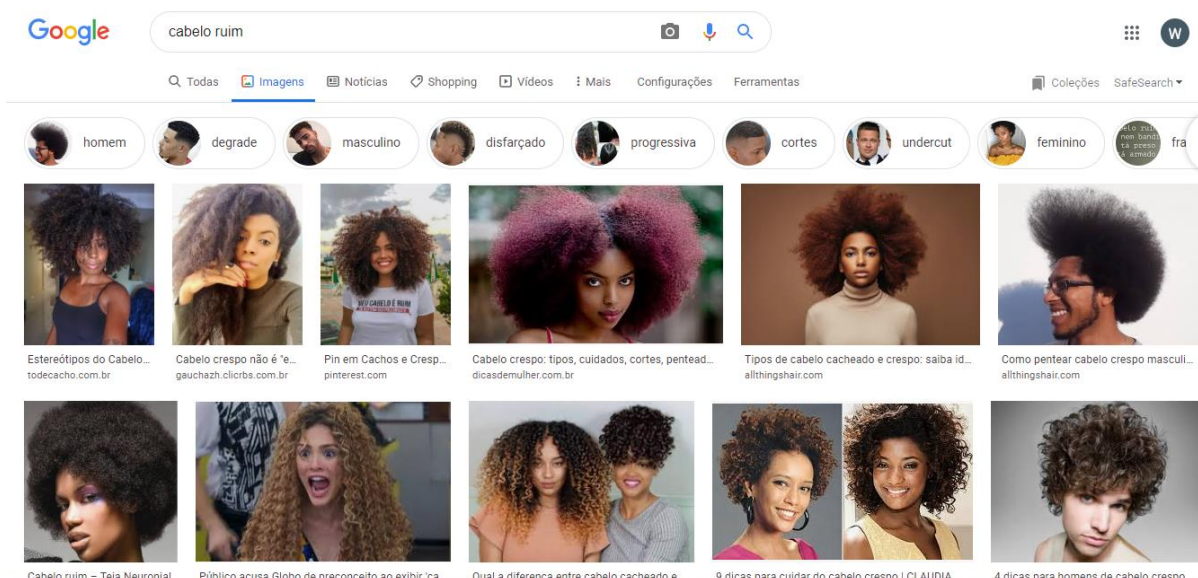 Google
cabelo ruim
W
Todas Imagens Notícias Shopping Vídeos Mais Configurações Ferramentas Coleções SafeSearch
homem degrade masculino disfarçado progressiva cortes undercut feminino fra
Estereótipos do Cabelo...
todecacho.com.br
Cabelo crespo não é "e...
gauchazh.clicrbs.com.br
MEU CABELO É RUIM
Pin em Cachos e Cresp...
pinterest.com
Cabelo crespo: tipos, cuidados, cortes, pentead...
dicasdemulher.com.br
Tipos de cabelo cacheado e crespo: saiba id...
allthingshair.com
Como pentear cabelo crespo masculi...
allthingshair.com
Cabelo ruim – Teia Neuronial
Público acusa Globo de preconceito ao exibir 'ca...
Qual a diferença entre cabelo cacheado e
9 dicas para cuidar do cabelo crespo | CLAUDIA
4 dicas para homens de cabelo crespo